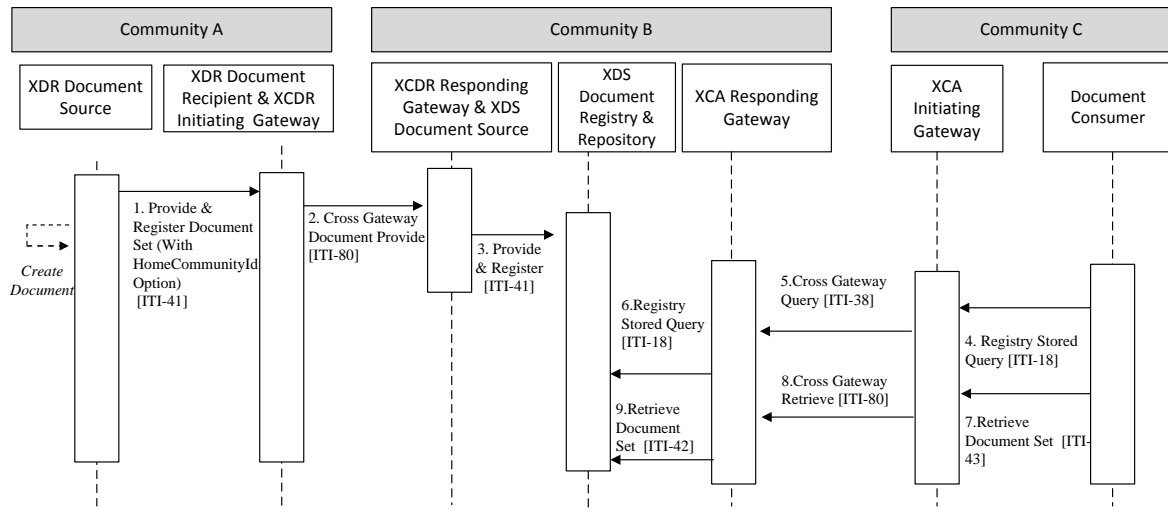 Community A
Community B
Community C
XDR Document
Source
XDR Document
Recipient & XCDR
Initiating Gateway
XCDR Responding
Gateway & XDS
Document Source
XDS
Document
Registry &
Repository
XCA Responding
Gateway
XCA
Initiating
Gateway
Document
Consumer
Create
Document
1. Provide &
Register Document
Set (With
HomeCommunityId
Option)
[ITI-41]
2. Cross Gateway
Document Provide
[ITI-80]
3. Provide
& Register
[ITI-41]
4. Registry Stored
Query [ITI-18]
5.Cross Gateway
Query [ITI-38]
6.Registry
Stored Query
[ITI-18]
7.Retrieve
Document Set [ITI-
43]
8.Cross Gateway
Retrieve [ITI-80]
9.Retrieve
Document
Set [ITI-42]